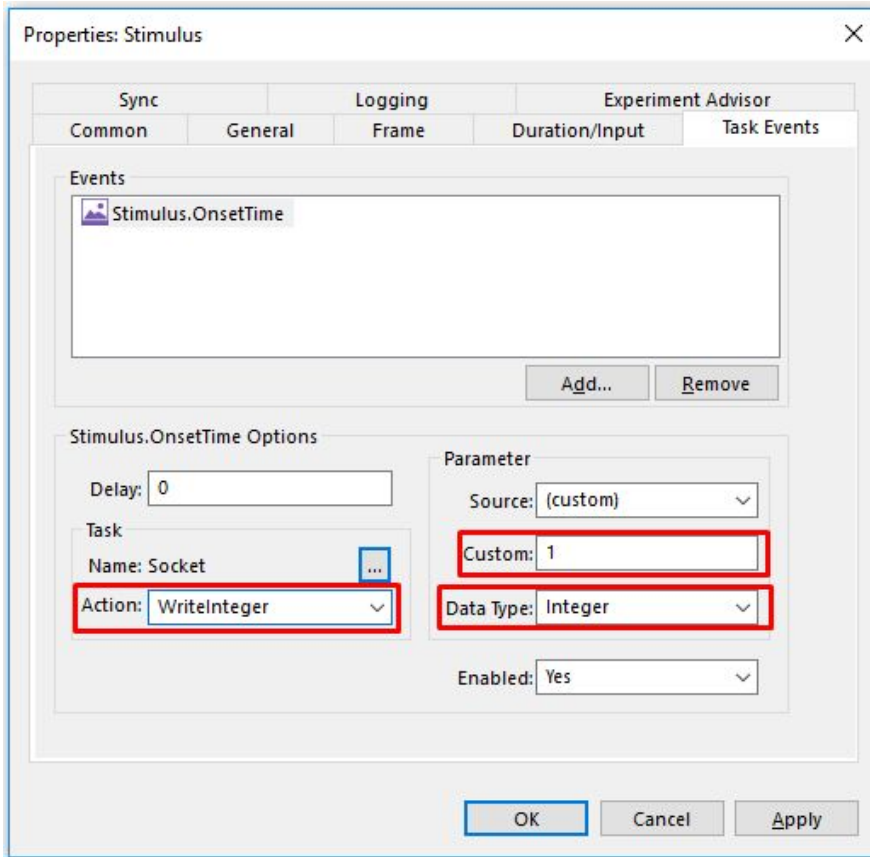 Properties: Stimulus
Sync Logging Experiment Advisor
Common General Frame Duration/Input Task Events
Events
Stimulus.OnsetTime
Add... Remove
Stimulus.OnsetTime Options
Delay: 0
Task
Name: Socket ...
Action: WriteInteger
Parameter
Source: (custom)
Custom: 1
Data Type: Integer
Enabled: Yes
OK Cancel Apply